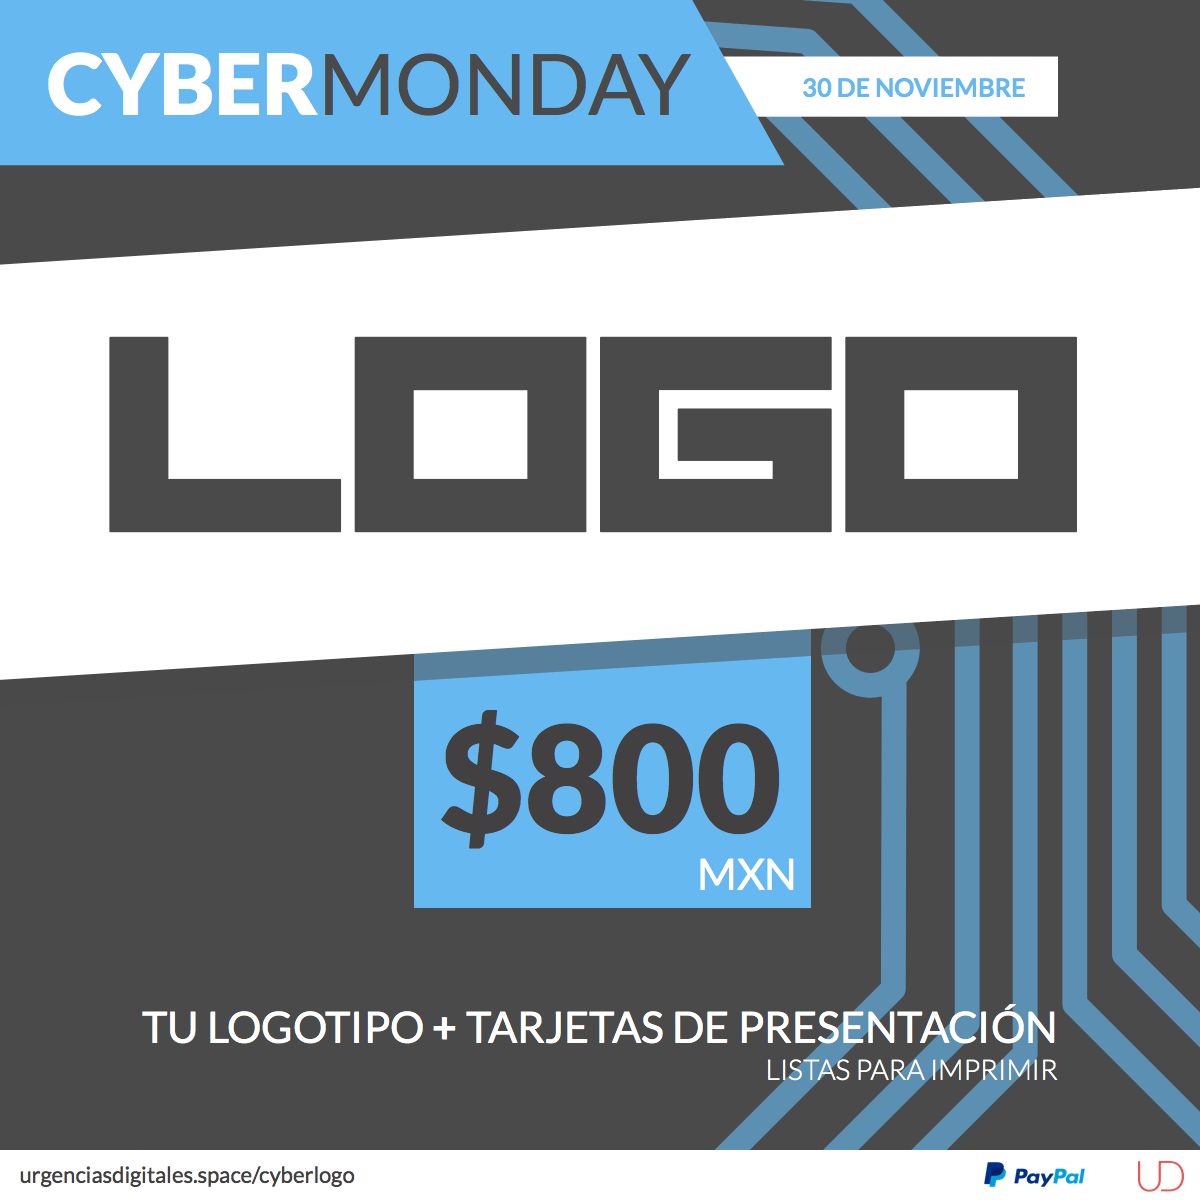 CYBERMONDAY
30 DE NOVIEMBRE
LOGO
$800
MXN
TU LOGOTIPO + TARJETAS DE PRESENTACIÓN
LISTAS PARA IMPRIMIR
urgenciasdigitales.space/cyberlogo
PayPal
UD